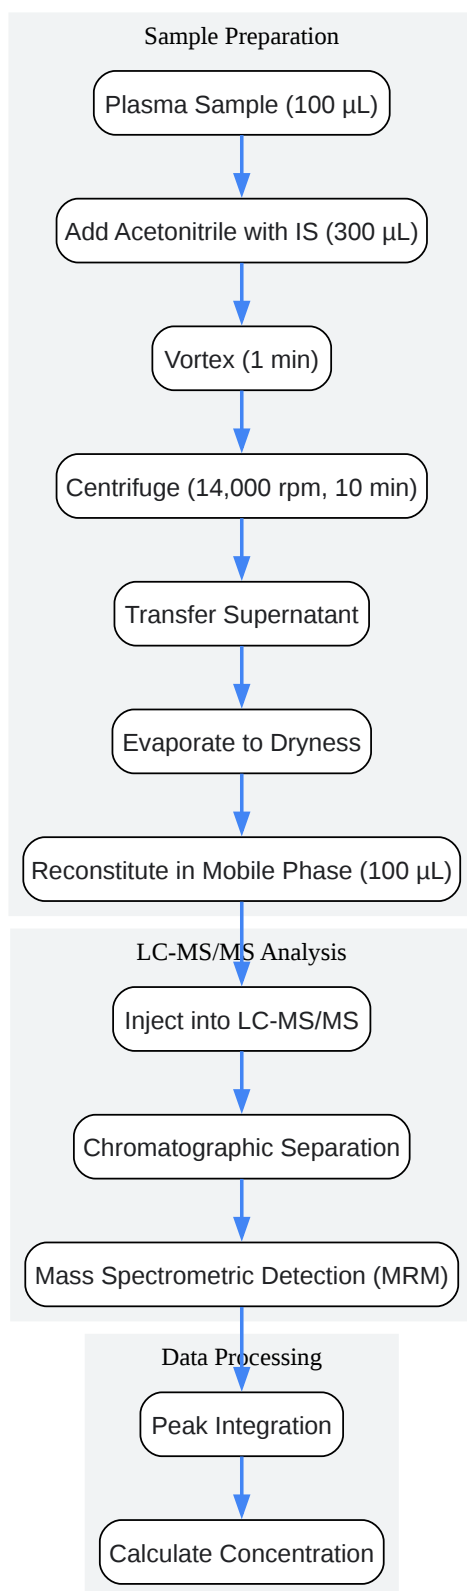 Sample Preparation
Plasma Sample (100 µL)
Add Acetonitrile with IS (300 µL)
Vortex (1 min)
Centrifuge (14,000 rpm, 10 min)
Transfer Supernatant
Evaporate to Dryness
Reconstitute in Mobile Phase (100 µL)
LC-MS/MS Analysis
Inject into LC-MS/MS
Chromatographic Separation
Mass Spectrometric Detection (MRM)
Data Processing
Peak Integration
Calculate Concentration